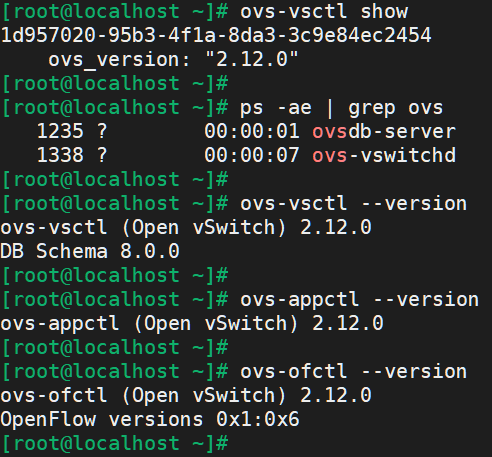 [root@localhost ~]# ovs-vsctl show
1d957020-95b3-4f1a-8da3-3c9e84ec2454
    ovs_version: "2.12.0"
[root@localhost ~]#
[root@localhost ~]# ps -ae | grep ovs
   1235 ?        00:00:01 ovsdb-server
   1338 ?        00:00:07 ovs-vswitchd
[root@localhost ~]#
[root@localhost ~]# ovs-vsctl --version
ovs-vsctl (Open vSwitch) 2.12.0
DB Schema 8.0.0
[root@localhost ~]#
[root@localhost ~]# ovs-appctl --version
ovs-appctl (Open vSwitch) 2.12.0
[root@localhost ~]#
[root@localhost ~]# ovs-ofctl --version
ovs-ofctl (Open vSwitch) 2.12.0
OpenFlow versions 0x1:0x6
[root@localhost ~]#